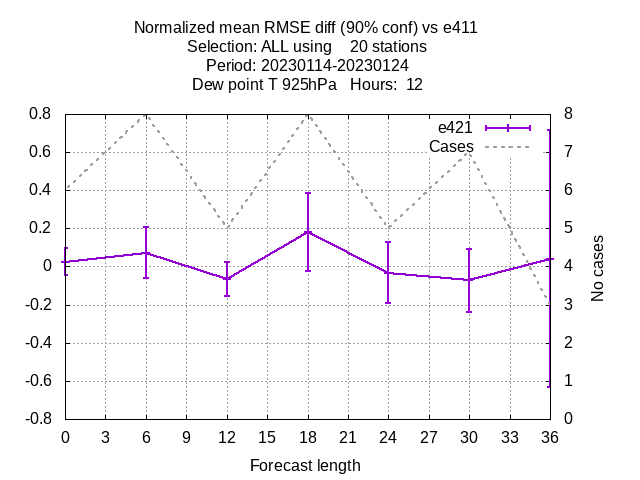 Normalized mean RMSE diff (90% conf) vs e411
Selection: ALL using    20 stations
Period: 20230114-20230124
Dew point T 925hPa   Hours:  12
e421
Cases
0.8
0.6
0.4
0.2
0
-0.2
-0.4
-0.6
-0.8
8
7
6
5
4
3
2
1
0
No cases
0 3 6 9 12 15 18 21 24 27 30 33 36
Forecast length